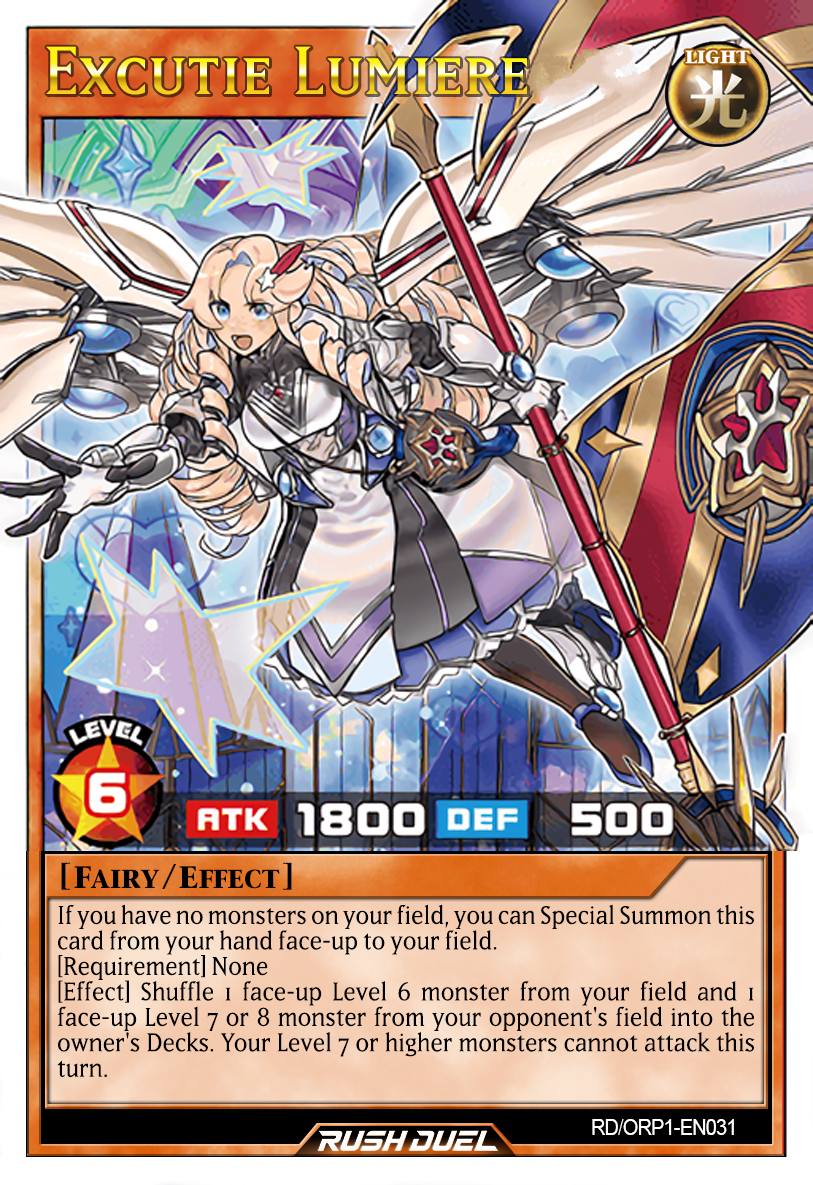 Excutie Lumiere
LIGHT
光
LEVEL
6
ATK 1800 DEF 500
[Fairy/Effect]
If you have no monsters on your field, you can Special Summon this
card from your hand face-up to your field.
[Requirement] None
[Effect] Shuffle 1 face-up Level 6 monster from your field and 1
face-up Level 7 or 8 monster from your opponent's field into the
owner's Decks. Your Level 7 or higher monsters cannot attack this
turn.
RD/ORP1-EN031
RUSH DUEL